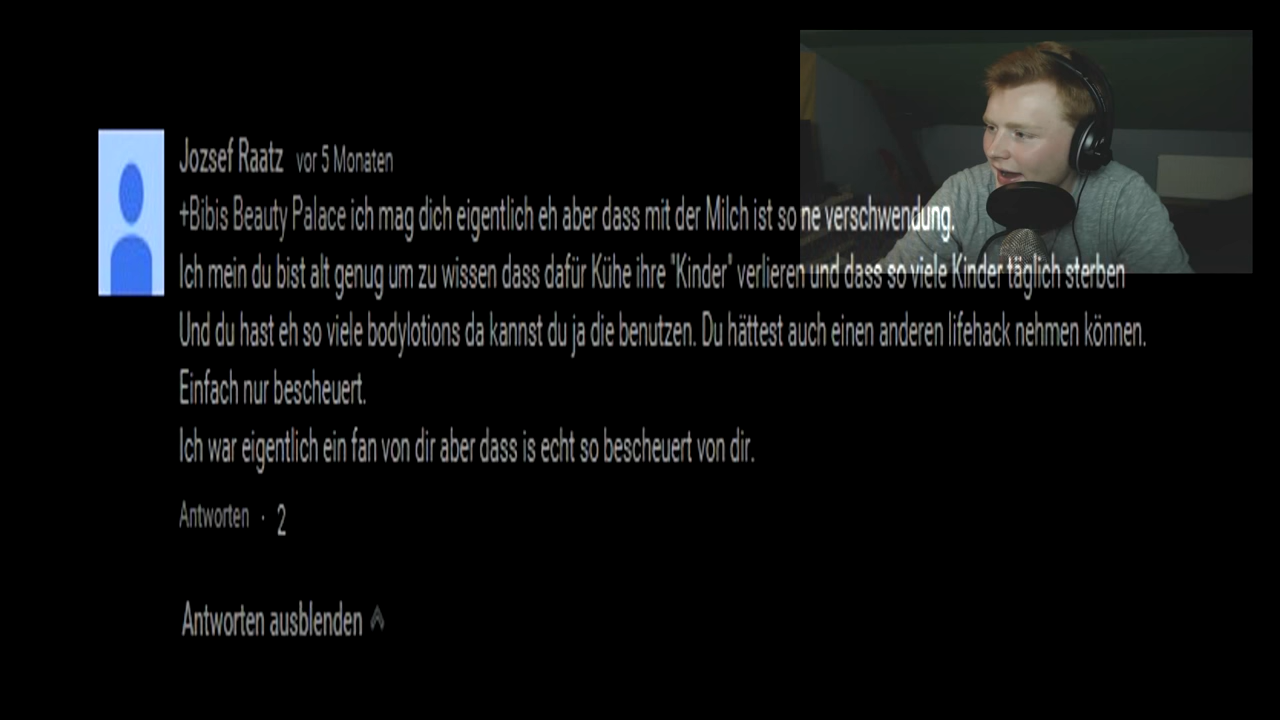 Jozsef Raatz vor 5 Monaten
+Bibis Beauty Palace ich mag dich eigentlich eh aber dass mit der Milch ist so ne verschwendung.
Ich mein du bist alt genug um zu wissen dass dafür Kühe ihre "Kinder" verlieren und dass so viele Kinder täglich sterben
Und du hast eh so viele bodylotions da kannst du ja die benutzen. Du hättest auch einen anderen lifehack nehmen können.
Einfach nur bescheuert.
Ich war eigentlich ein fan von dir aber dass is echt so bescheuert von dir.
Antworten · 2
Antworten ausblenden